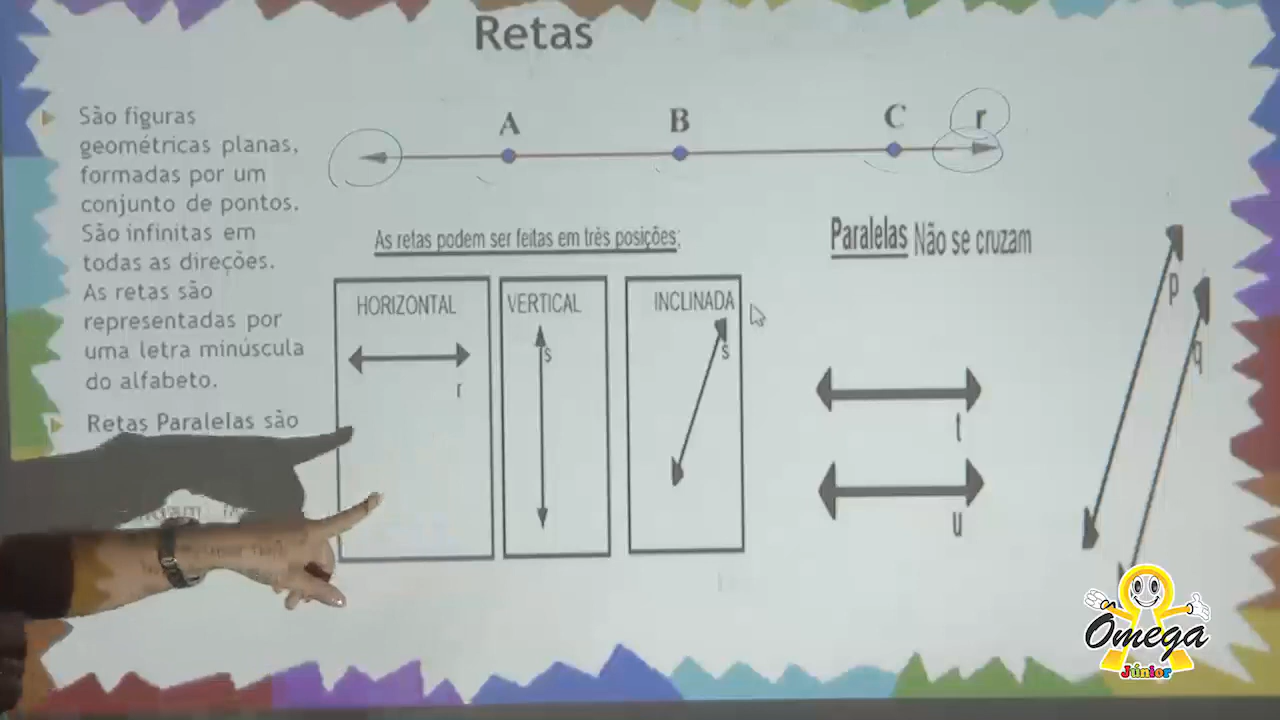 Retas
São figuras
geométricas planas,
formadas por um
conjunto de pontos.
São infinitas em
todas as direções.
As retas são
representadas por
uma letra minúscula
do alfabeto.
Retas Paralelas são
A B C r
As retas podem ser feitas em três posições;
HORIZONTAL
r
VERTICAL
s
INCLINADA
s
Paralelas Não se cruzam
t
u
p
q
Ômega
Júnior